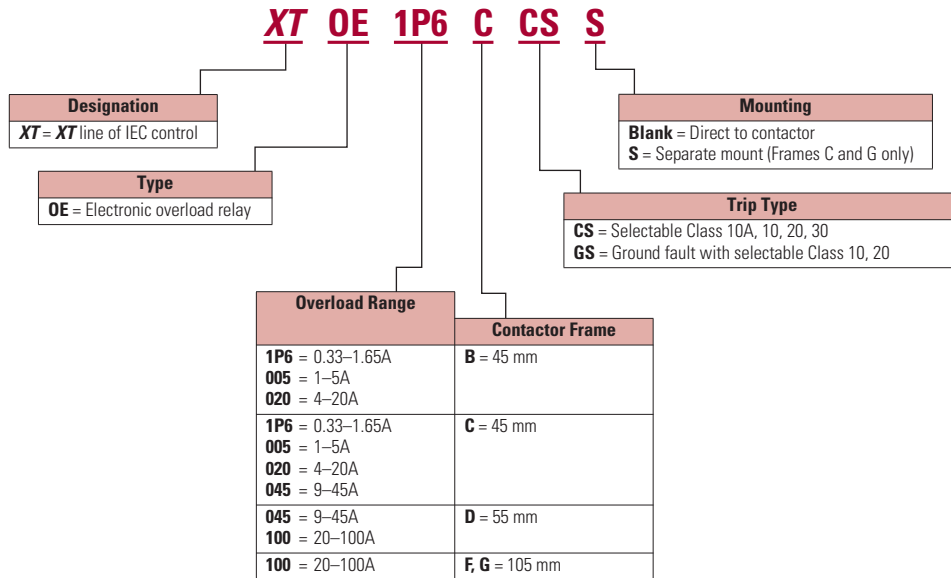 XT OE 1P6 C CS S
Designation
XT = XT line of IEC control
Type
OE = Electronic overload relay
Mounting
Blank = Direct to contactor
S = Separate mount (Frames C and G only)
Trip Type
CS = Selectable Class 10A, 10, 20, 30
GS = Ground fault with selectable Class 10, 20
Overload Range
Contactor Frame
1P6 = 0.33–1.65A B = 45 mm
005 = 1–5A
020 = 4–20A
1P6 = 0.33–1.65A C = 45 mm
005 = 1–5A
020 = 4–20A
045 = 9–45A
045 = 9–45A D = 55 mm
100 = 20–100A
100 = 20–100A F, G = 105 mm